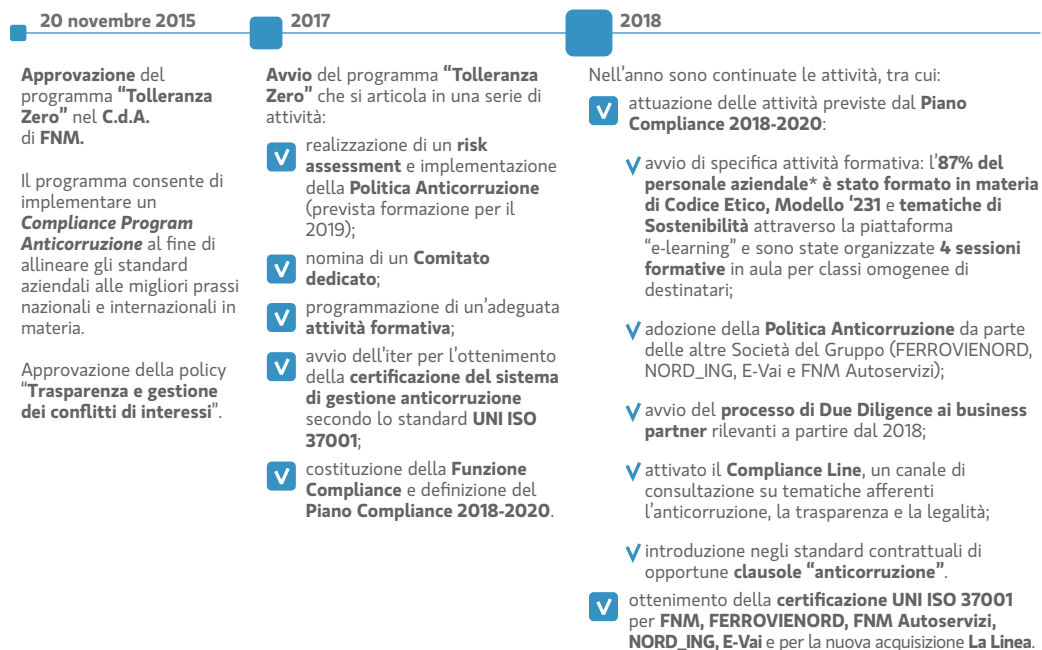 20 novembre 2015
Approvazione del
programma “Tolleranza
Zero” nel C.d.A.
di FNM.
Il programma consente di
implementare un
Compliance Program
Anticorruzione al fine di
allineare gli standard
aziendali alle migliori prassi
nazionali e internazionali in
materia.
Approvazione della policy
“Trasparenza e gestione
dei conflitti di interessi”.
2017
Avvio del programma “Tolleranza
Zero” che si articola in una serie di
attività:
realizzazione di un risk
assessment e implementazione
della Politica Anticorruzione
(prevista formazione per il
2019);
nomina di un Comitato
dedicato;
programmazione di un’adeguata
attività formativa;
avvio dell’iter per l’ottenimento
della certificazione del sistema
di gestione anticorruzione
secondo lo standard UNI ISO
37001;
costituzione della Funzione
Compliance e definizione del
Piano Compliance 2018-2020.
2018
Nell’anno sono continuate le attività, tra cui:
attuazione delle attività previste dal Piano
Compliance 2018-2020:
avvio di specifica attività formativa: l’87% del
personale aziendale* è stato formato in materia
di Codice Etico, Modello ‘231 e tematiche di
Sostenibilità attraverso la piattaforma
“e-learning” e sono state organizzate 4 sessioni
formative in aula per classi omogenee di
destinatari;
adozione della Politica Anticorruzione da parte
delle altre Società del Gruppo (FERROVIENORD,
NORD_ING, E-Vai e FNM Autoservizi);
avvio del processo di Due Diligence ai business
partner rilevanti a partire dal 2018;
attivato il Compliance Line, un canale di
consultazione su tematiche afferenti
l’anticorruzione, la trasparenza e la legalità;
introduzione negli standard contrattuali di
opportune clausole “anticorruzione”.
ottenimento della certificazione UNI ISO 37001
per FNM, FERROVIENORD, FNM Autoservizi,
NORD_ING, E-Vai e per la nuova acquisizione La Linea.